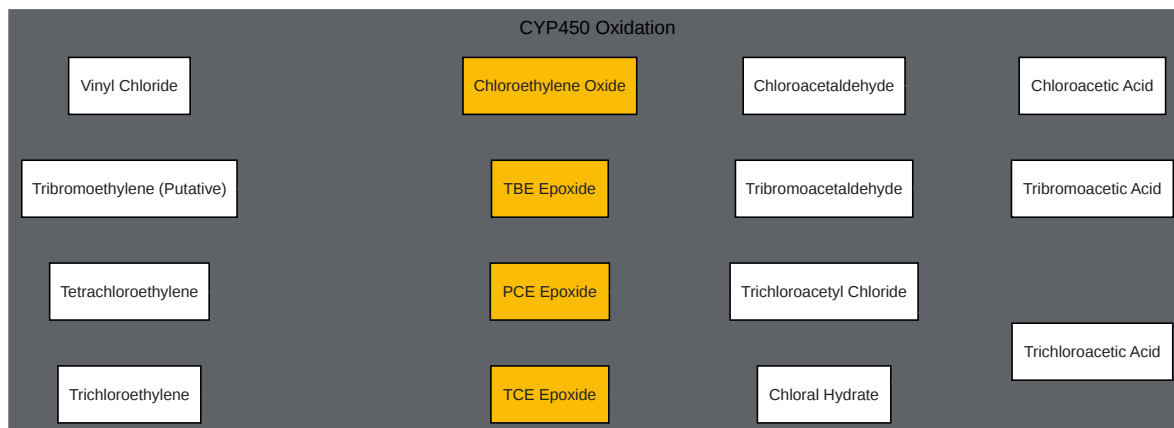 CYP450 Oxidation
Vinyl Chloride
Chloroethylene Oxide
Chloroacetaldehyde
Chloroacetic Acid
Tribromoethylene (Putative)
TBE Epoxide
Tribromoacetaldehyde
Tribromoacetic Acid
Tetrachloroethylene
PCE Epoxide
Trichloroacetyl Chloride
Trichloroacetic Acid
Trichloroethylene
TCE Epoxide
Chloral Hydrate